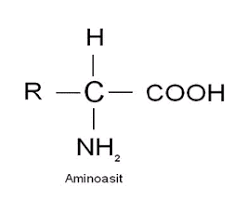 H
R — C — COOH
NH₂
Aminoasit